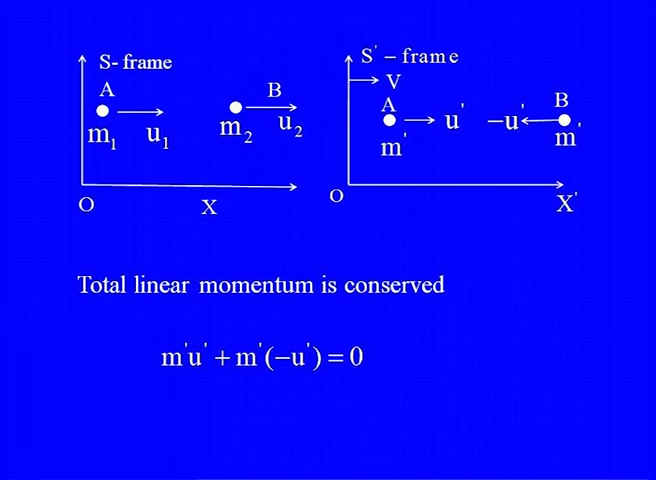 S- frame
A
B
m₁ u₁ m₂ u₂
O X
S' – frame
V
A B
m' u' –u' m'
O X'
Total linear momentum is conserved
m'u' + m'(–u') = 0